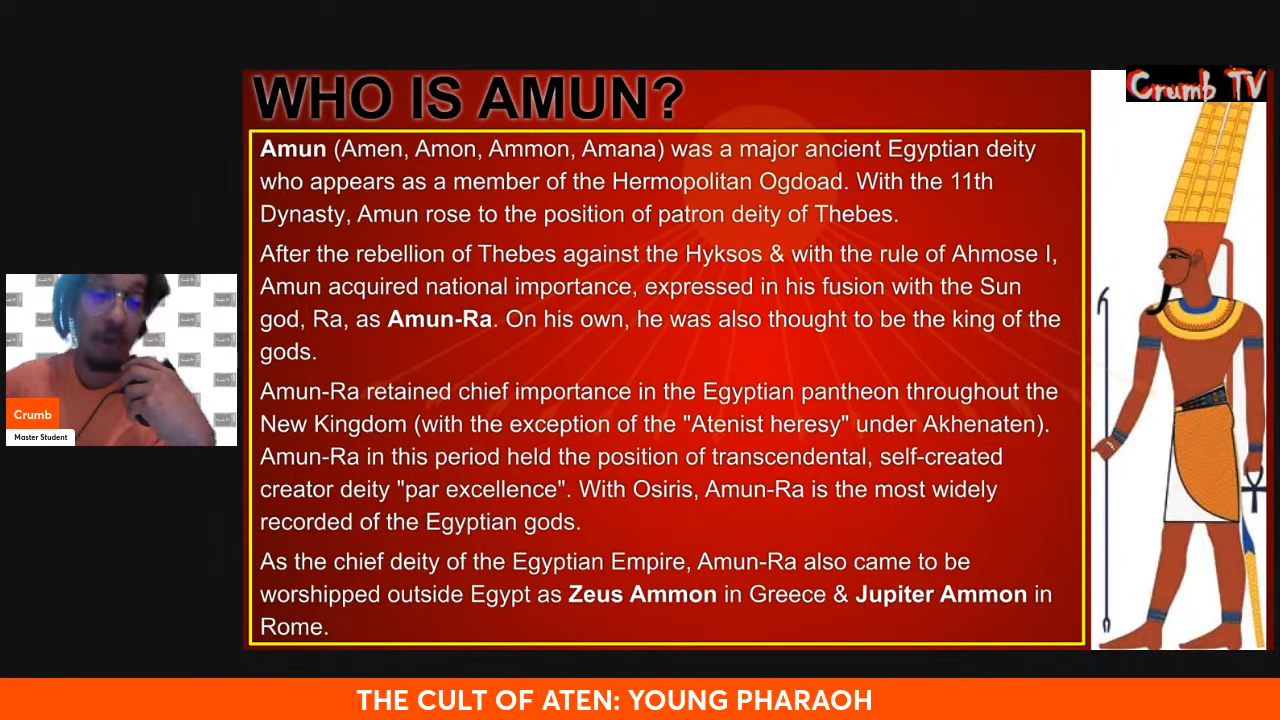 WHO IS AMUN?
Crumb TV
Amun (Amen, Amon, Ammon, Amana) was a major ancient Egyptian deity
who appears as a member of the Hermopolitan Ogdoad. With the 11th
Dynasty, Amun rose to the position of patron deity of Thebes.
After the rebellion of Thebes against the Hyksos & with the rule of Ahmose I,
Amun acquired national importance, expressed in his fusion with the Sun
god, Ra, as Amun-Ra. On his own, he was also thought to be the king of the
gods.
Amun-Ra retained chief importance in the Egyptian pantheon throughout the
New Kingdom (with the exception of the "Atenist heresy" under Akhenaten).
Amun-Ra in this period held the position of transcendental, self-created
creator deity "par excellence". With Osiris, Amun-Ra is the most widely
recorded of the Egyptian gods.
As the chief deity of the Egyptian Empire, Amun-Ra also came to be
worshipped outside Egypt as Zeus Ammon in Greece & Jupiter Ammon in
Rome.
Crumb
Master Student
THE CULT OF ATEN: YOUNG PHARAOH